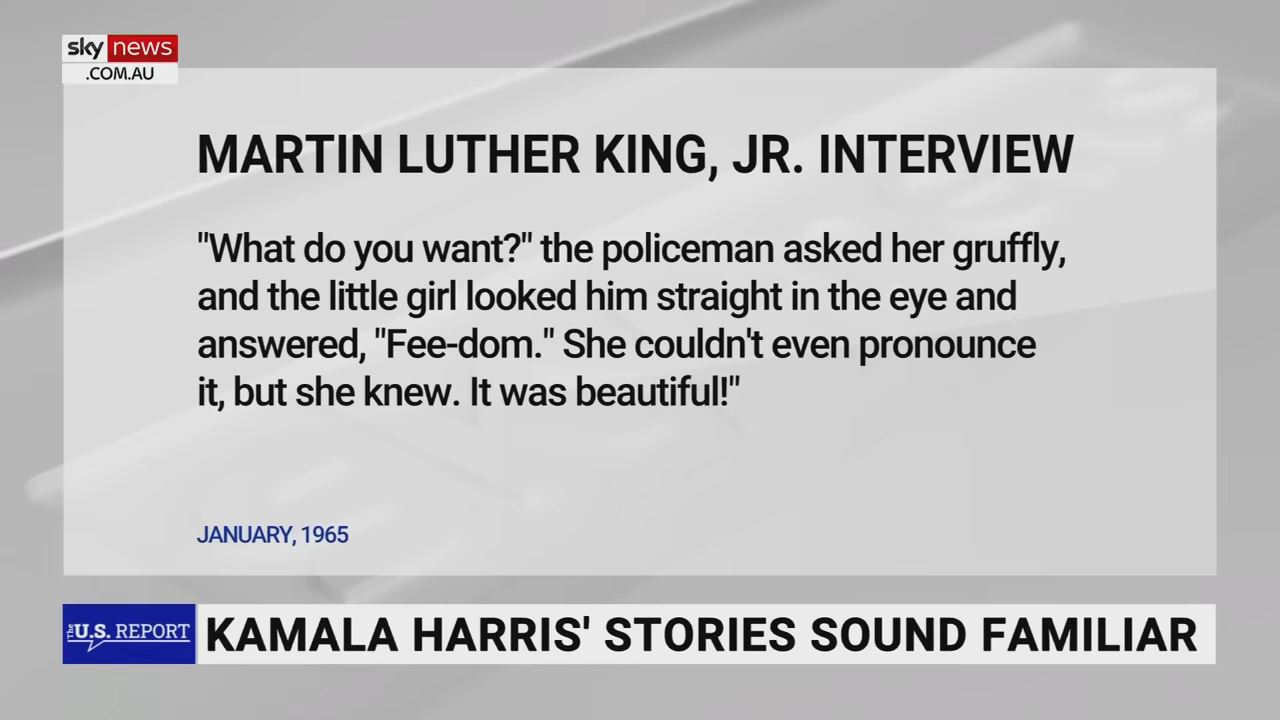 sky news
.COM.AU
MARTIN LUTHER KING, JR. INTERVIEW
"What do you want?" the policeman asked her gruffly,
and the little girl looked him straight in the eye and
answered, "Fee-dom." She couldn't even pronounce
it, but she knew. It was beautiful!"
JANUARY, 1965
The U.S. REPORT
KAMALA HARRIS' STORIES SOUND FAMILIAR